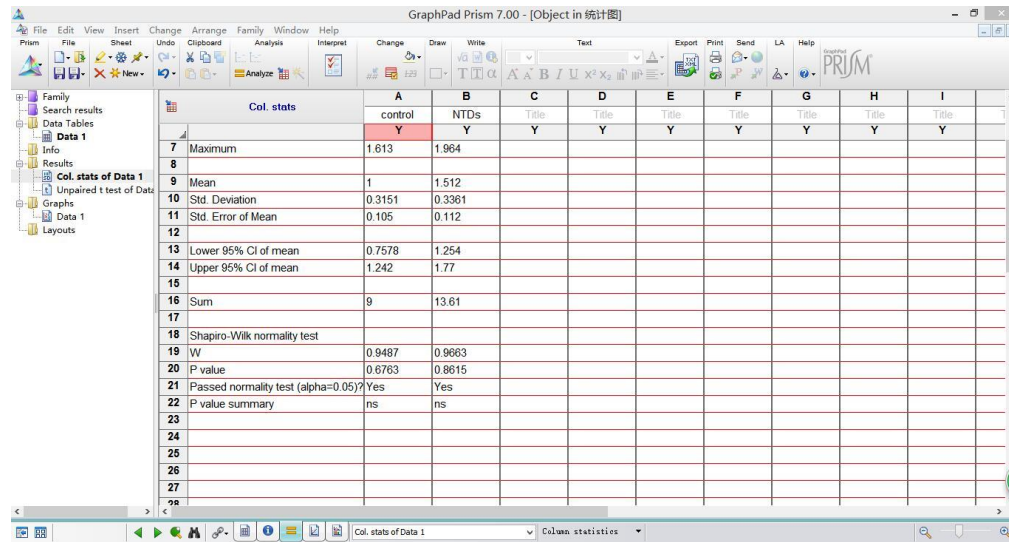 GraphPad Prism 7.00 - [Object in 统计图]
File Edit View Insert Change Arrange Family Window Help
Prism File Sheet Undo Clipboard Analysis Interpret Change Draw Write Text Export Print Send LA Help
New Analyze GraphPad PRISM
Family
Search results
Data Tables
Data 1
Info
Results
Col. stats of Data 1
Unpaired t test of Data
Graphs
Data 1
Layouts
Col. stats A B C D E F G H I
control NTDs Title Title Title Title Title Title Title
Y Y Y Y Y Y Y Y Y
7 Maximum 1.613 1.964
8
9 Mean 1 1.512
10 Std. Deviation 0.3151 0.3361
11 Std. Error of Mean 0.105 0.112
12
13 Lower 95% CI of mean 0.7578 1.254
14 Upper 95% CI of mean 1.242 1.77
15
16 Sum 9 13.61
17
18 Shapiro-Wilk normality test
19 W 0.9487 0.9663
20 P value 0.6763 0.8615
21 Passed normality test (alpha=0.05)? Yes Yes
22 P value summary ns ns
23
24
25
26
27
28
Col. stats of Data 1 Column statistics